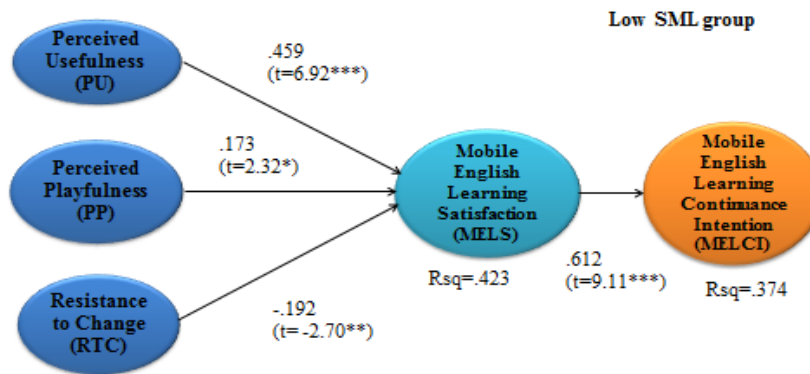 Low SML group
Perceived
Usefulness
(PU)
.459
(t=6.92***)
Perceived
Playfulness
(PP)
.173
(t=2.32*)
Resistance
to Change
(RTC)
-.192
(t= -2.70**)
Mobile
English
Learning
Satisfaction
(MELS)
Rsq=.423
.612
(t=9.11***)
Mobile
English
Learning
Continuance
Intention
(MELCI)
Rsq=.374